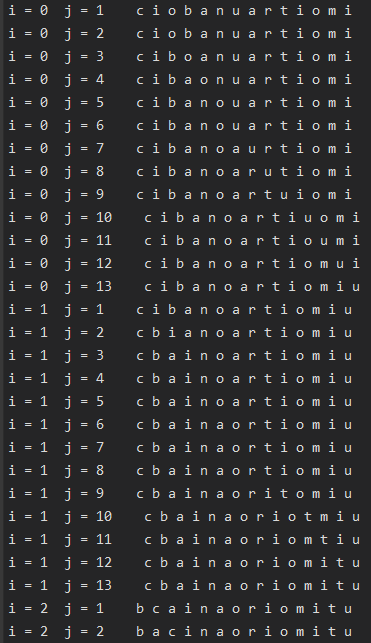 i = 0 j = 1 c i o b a n u a r t i o m i
i = 0 j = 2 c i o b a n u a r t i o m i
i = 0 j = 3 c i b o a n u a r t i o m i
i = 0 j = 4 c i b a o n u a r t i o m i
i = 0 j = 5 c i b a n o u a r t i o m i
i = 0 j = 6 c i b a n o u a r t i o m i
i = 0 j = 7 c i b a n o a u r t i o m i
i = 0 j = 8 c i b a n o a r u t i o m i
i = 0 j = 9 c i b a n o a r t u i o m i
i = 0 j = 10 c i b a n o a r t i u o m i
i = 0 j = 11 c i b a n o a r t i o u m i
i = 0 j = 12 c i b a n o a r t i o m u i
i = 0 j = 13 c i b a n o a r t i o m i u
i = 1 j = 1 c i b a n o a r t i o m i u
i = 1 j = 2 c b i a n o a r t i o m i u
i = 1 j = 3 c b a i n o a r t i o m i u
i = 1 j = 4 c b a i n o a r t i o m i u
i = 1 j = 5 c b a i n o a r t i o m i u
i = 1 j = 6 c b a i n a o r t i o m i u
i = 1 j = 7 c b a i n a o r t i o m i u
i = 1 j = 8 c b a i n a o r t i o m i u
i = 1 j = 9 c b a i n a o r i t o m i u
i = 1 j = 10 c b a i n a o r i o t m i u
i = 1 j = 11 c b a i n a o r i o m t i u
i = 1 j = 12 c b a i n a o r i o m i t u
i = 1 j = 13 c b a i n a o r i o m i t u
i = 2 j = 1 b c a i n a o r i o m i t u
i = 2 j = 2 b a c i n a o r i o m i t u